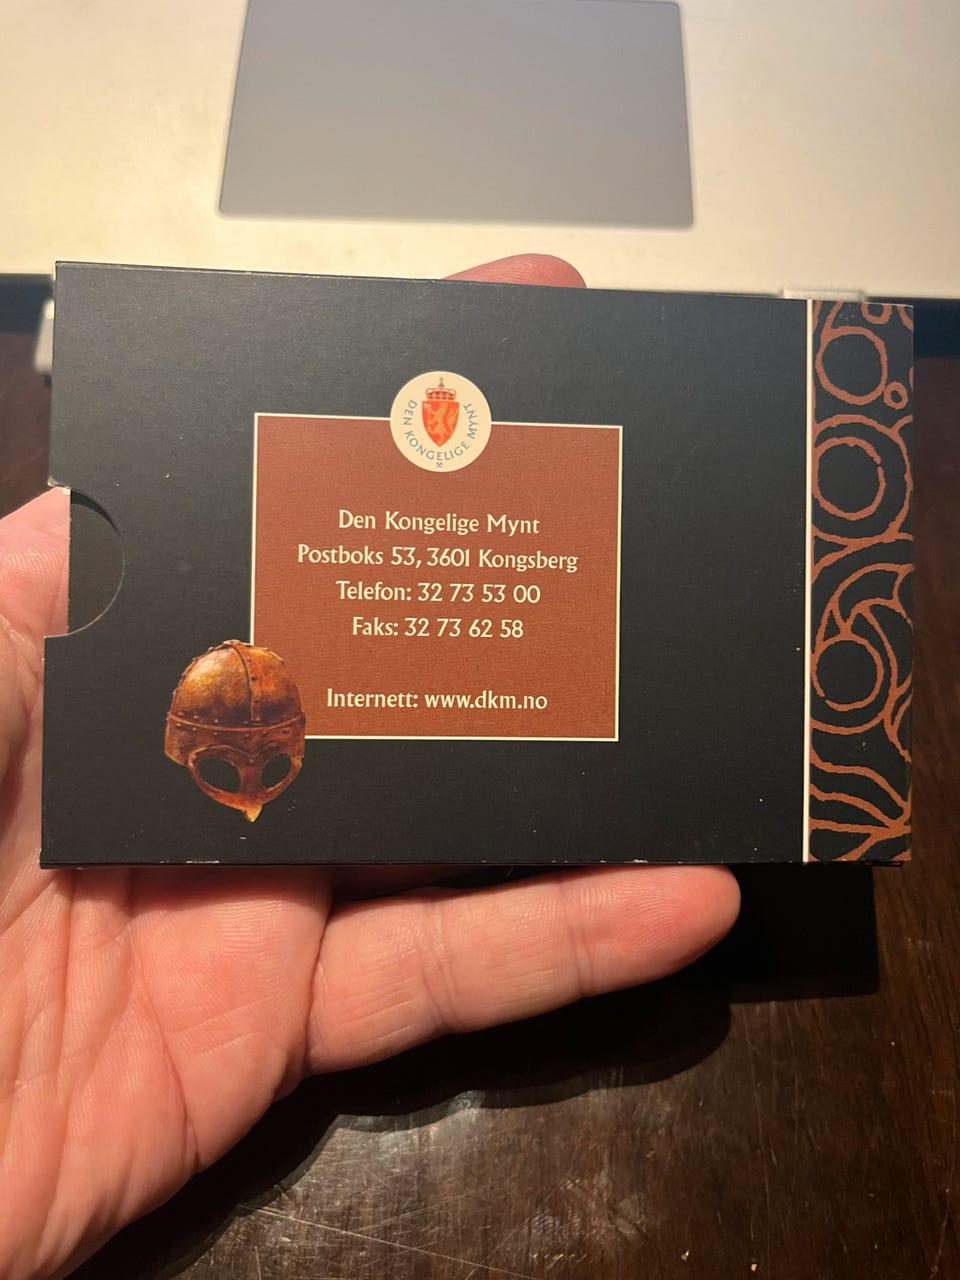 DEN KONGELIGE MYNT
Den Kongelige Mynt
Postboks 53, 3601 Kongsberg
Telefon: 32 73 53 00
Faks: 32 73 62 58
Internett: www.dkm.no